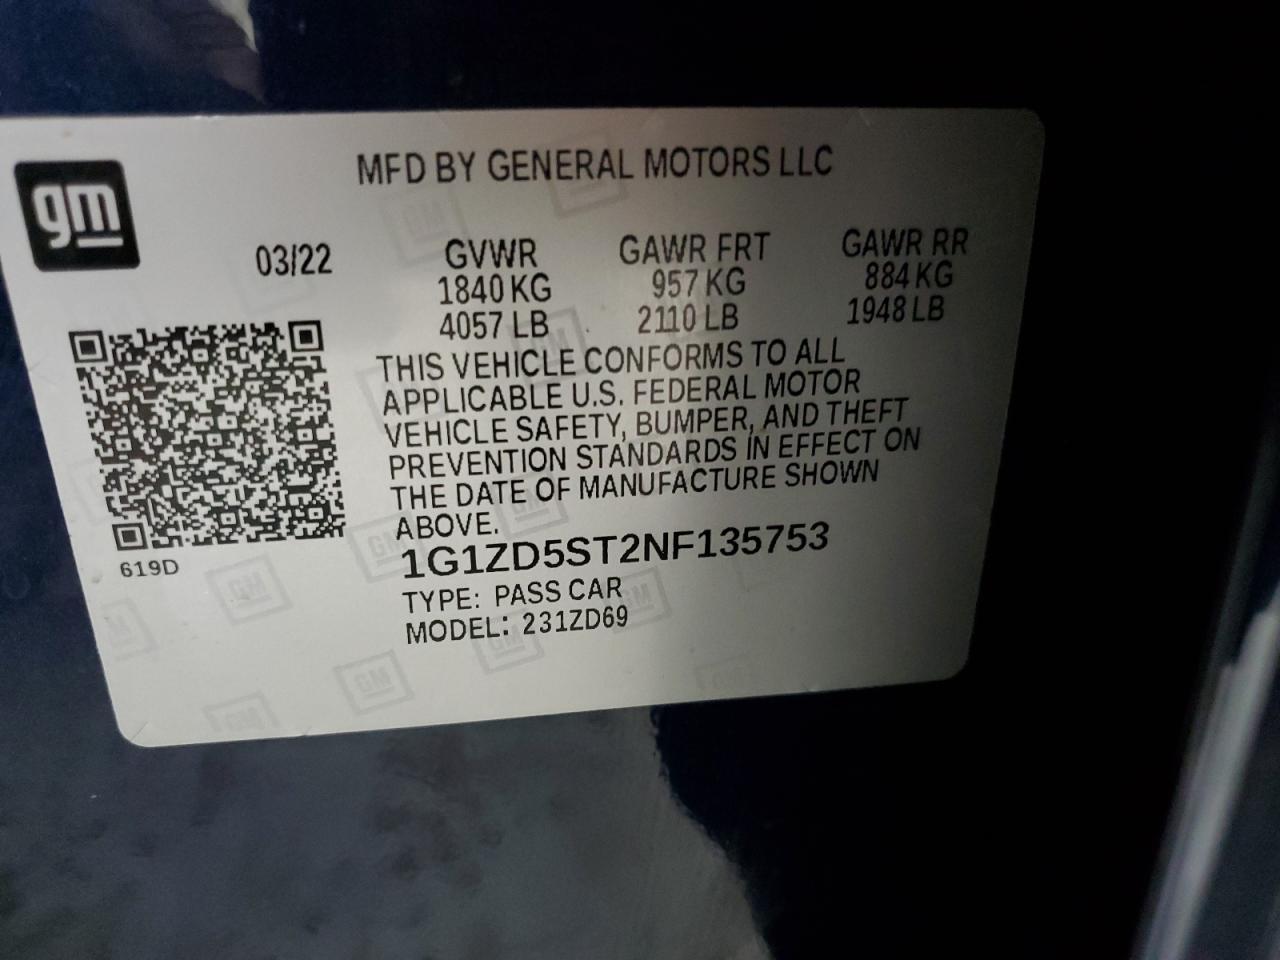 gm
MFD BY GENERAL MOTORS LLC
03/22 GVWR GAWR FRT GAWR RR
1840 KG 957 KG 884 KG
4057 LB 2110 LB 1948 LB
THIS VEHICLE CONFORMS TO ALL
APPLICABLE U.S. FEDERAL MOTOR
VEHICLE SAFETY, BUMPER, AND THEFT
PREVENTION STANDARDS IN EFFECT ON
THE DATE OF MANUFACTURE SHOWN
ABOVE.
619D
1G1ZD5ST2NF135753
TYPE: PASS CAR
MODEL: 231ZD69